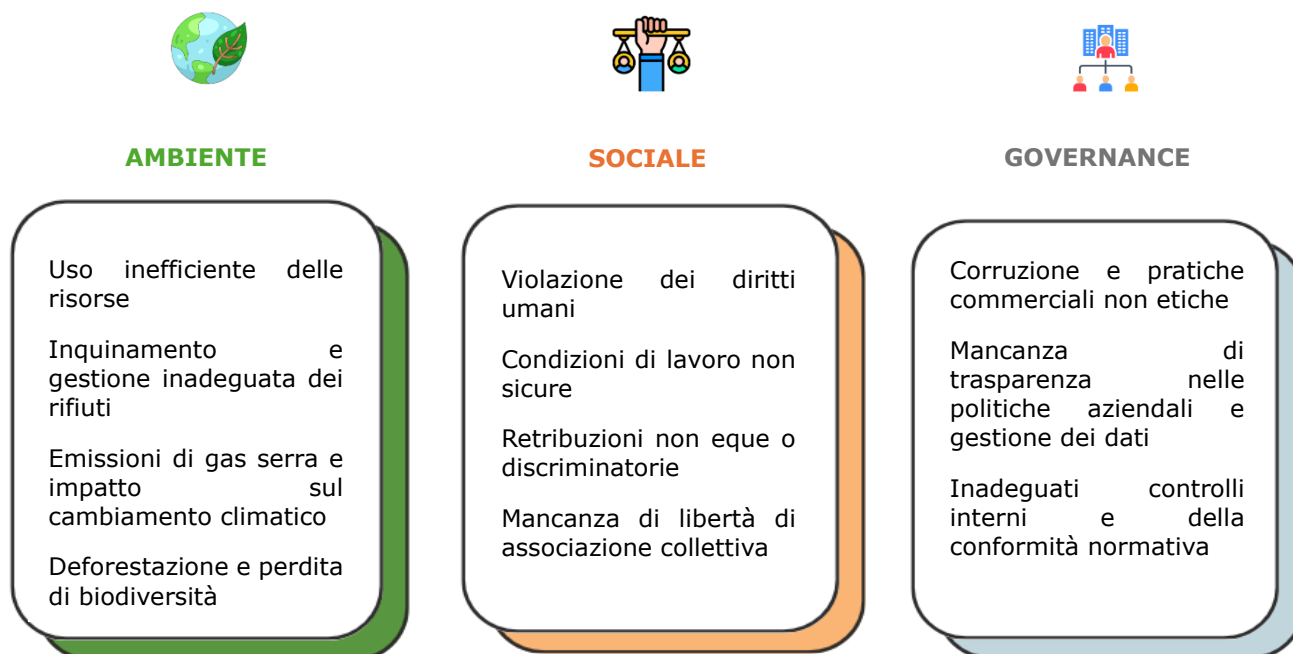 AMBIENTE
Uso inefficiente delle
risorse
Inquinamento e
gestione inadeguata dei
rifiuti
Emissioni di gas serra e
impatto sul
cambiamento climatico
Deforestazione e perdita
di biodiversità
SOCIALE
Violazione dei diritti
umani
Condizioni di lavoro non
sicure
Retribuzioni non eque o
discriminatorie
Mancanza di libertà di
associazione collettiva
GOVERNANCE
Corruzione e pratiche
commerciali non etiche
Mancanza di
trasparenza nelle
politiche aziendali e
gestione dei dati
Inadeguati controlli
interni e della
conformità normativa